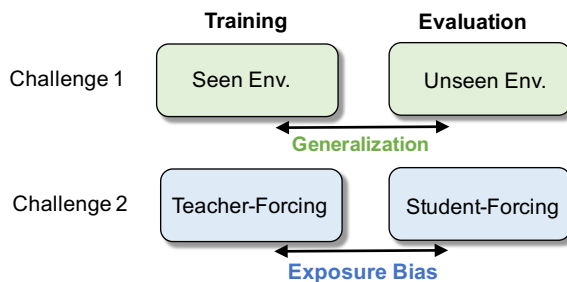 Training Evaluation
Challenge 1 Seen Env. Unseen Env.
Generalization
Challenge 2 Teacher-Forcing Student-Forcing
Exposure Bias